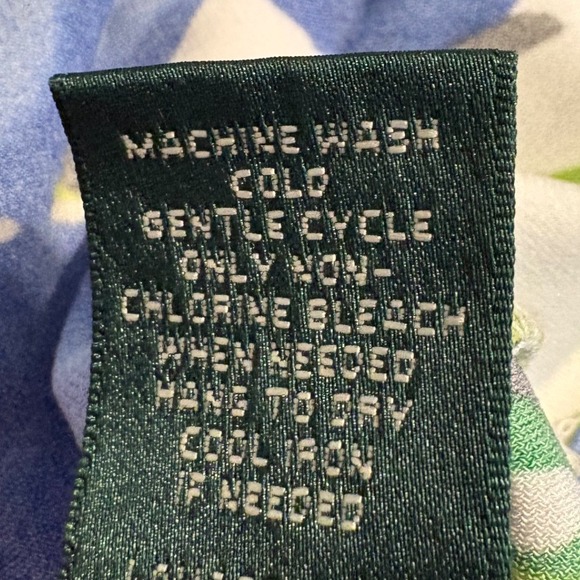 MACHINE WASH
COLD
GENTLE CYCLE
ONLY NON-
CHLORINE BLEACH
WHEN NEEDED
HANG TO DRY
COOL IRON
IF NEEDED